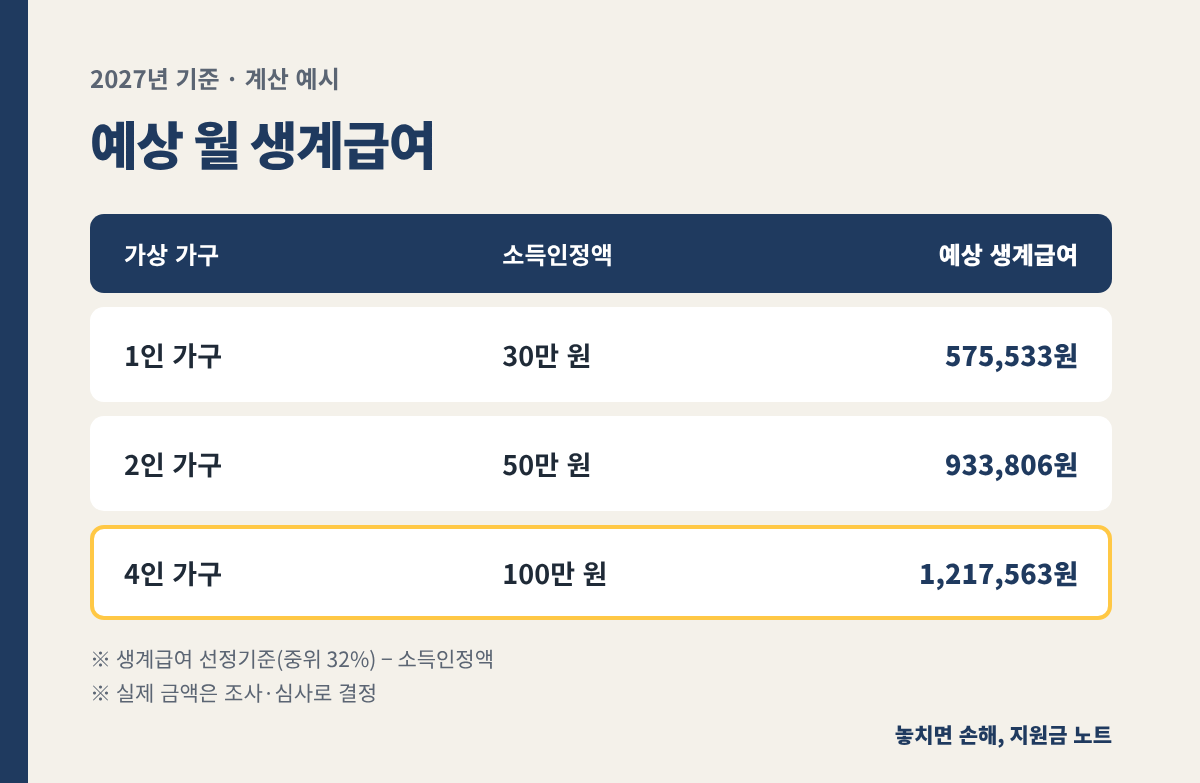 2027년 기준 · 계산 예시
예상 월 생계급여
가상 가구 소득인정액 예상 생계급여
1인 가구 30만 원 575,533원
2인 가구 50만 원 933,806원
4인 가구 100만 원 1,217,563원
※ 생계급여 선정기준(중위 32%) − 소득인정액
※ 실제 금액은 조사·심사로 결정
놓치면 손해, 지원금 노트